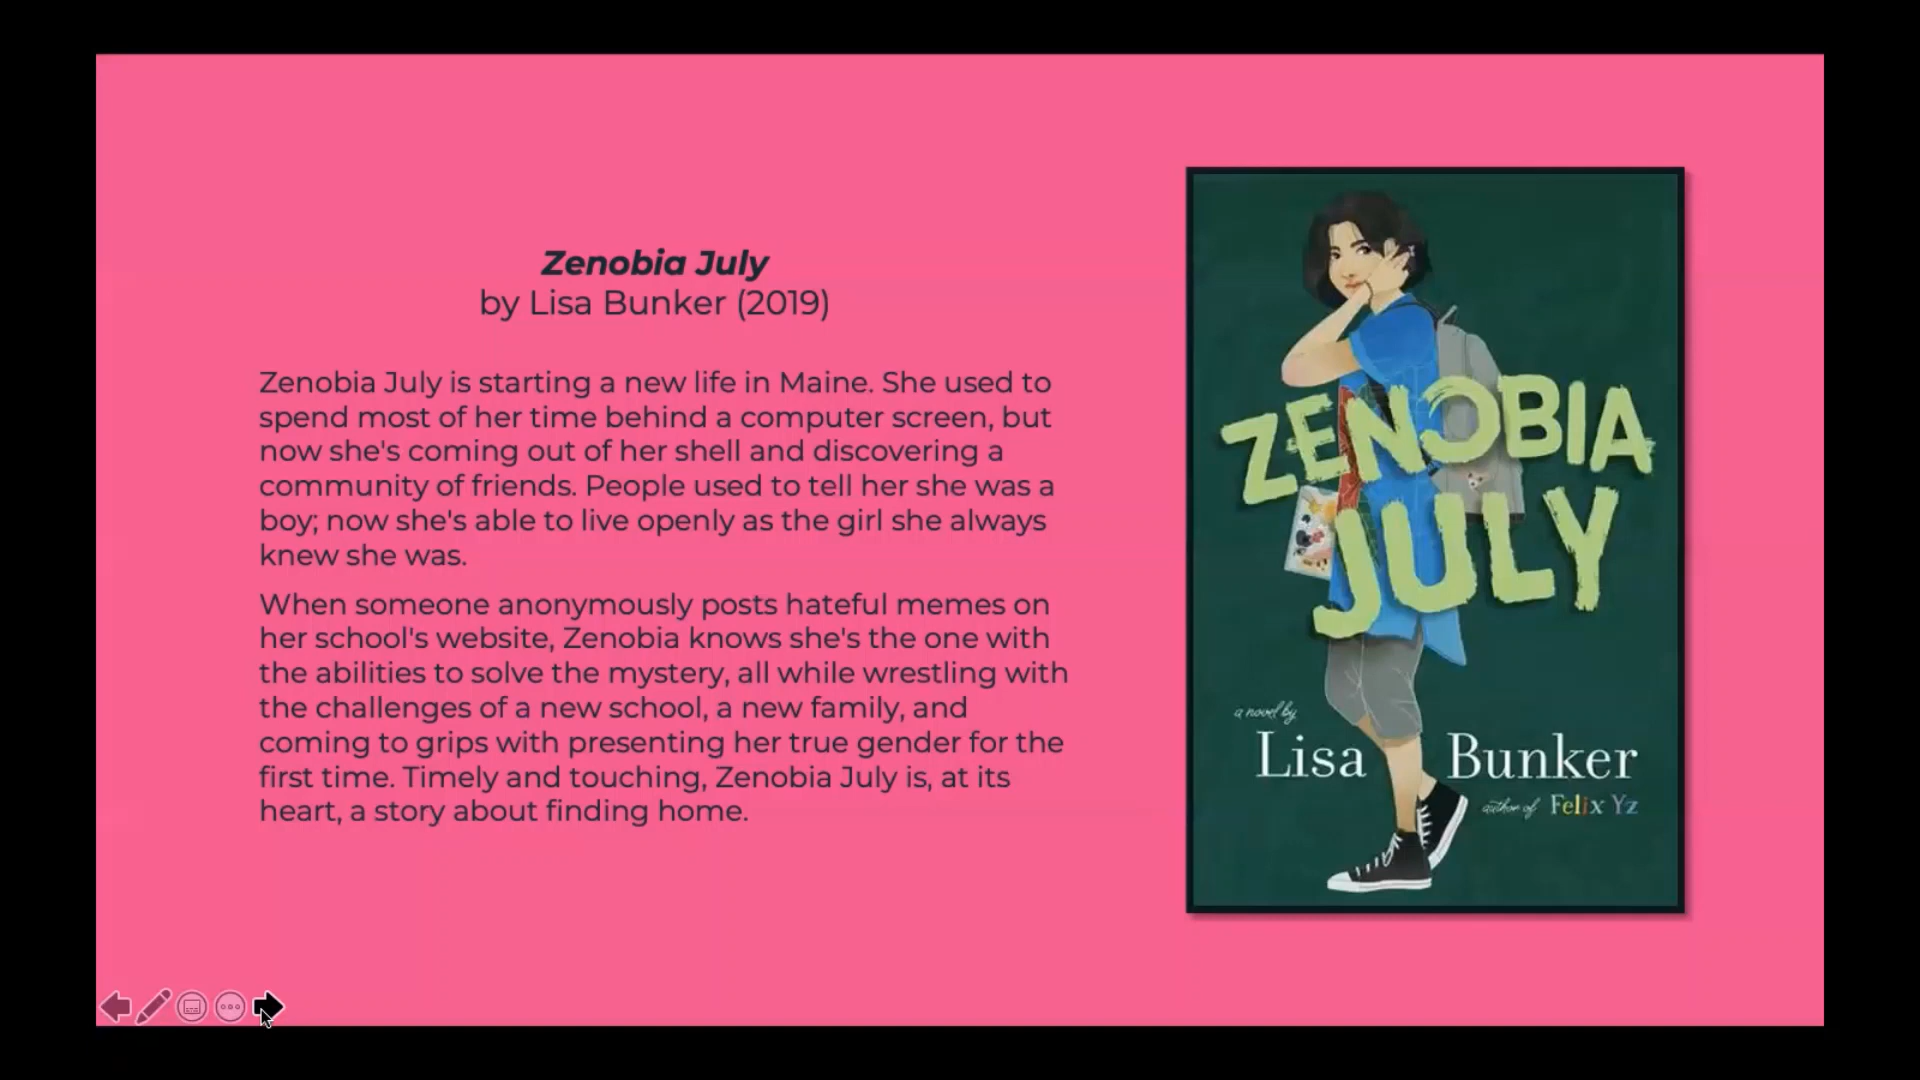 Zenobia July
by Lisa Bunker (2019)
Zenobia July is starting a new life in Maine. She used to
spend most of her time behind a computer screen, but
now she's coming out of her shell and discovering a
community of friends. People used to tell her she was a
boy; now she's able to live openly as the girl she always
knew she was.
When someone anonymously posts hateful memes on
her school's website, Zenobia knows she's the one with
the abilities to solve the mystery, all while wrestling with
the challenges of a new school, a new family, and
coming to grips with presenting her true gender for the
first time. Timely and touching, Zenobia July is, at its
heart, a story about finding home.
ZENOBIA
JULY
a novel by
Lisa Bunker
author of Felix Yz